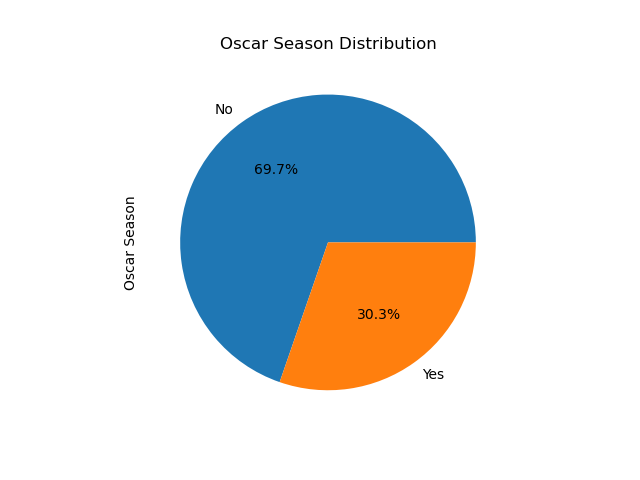 Oscar Season Distribution
No
69.7%
Oscar Season
30.3%
Yes